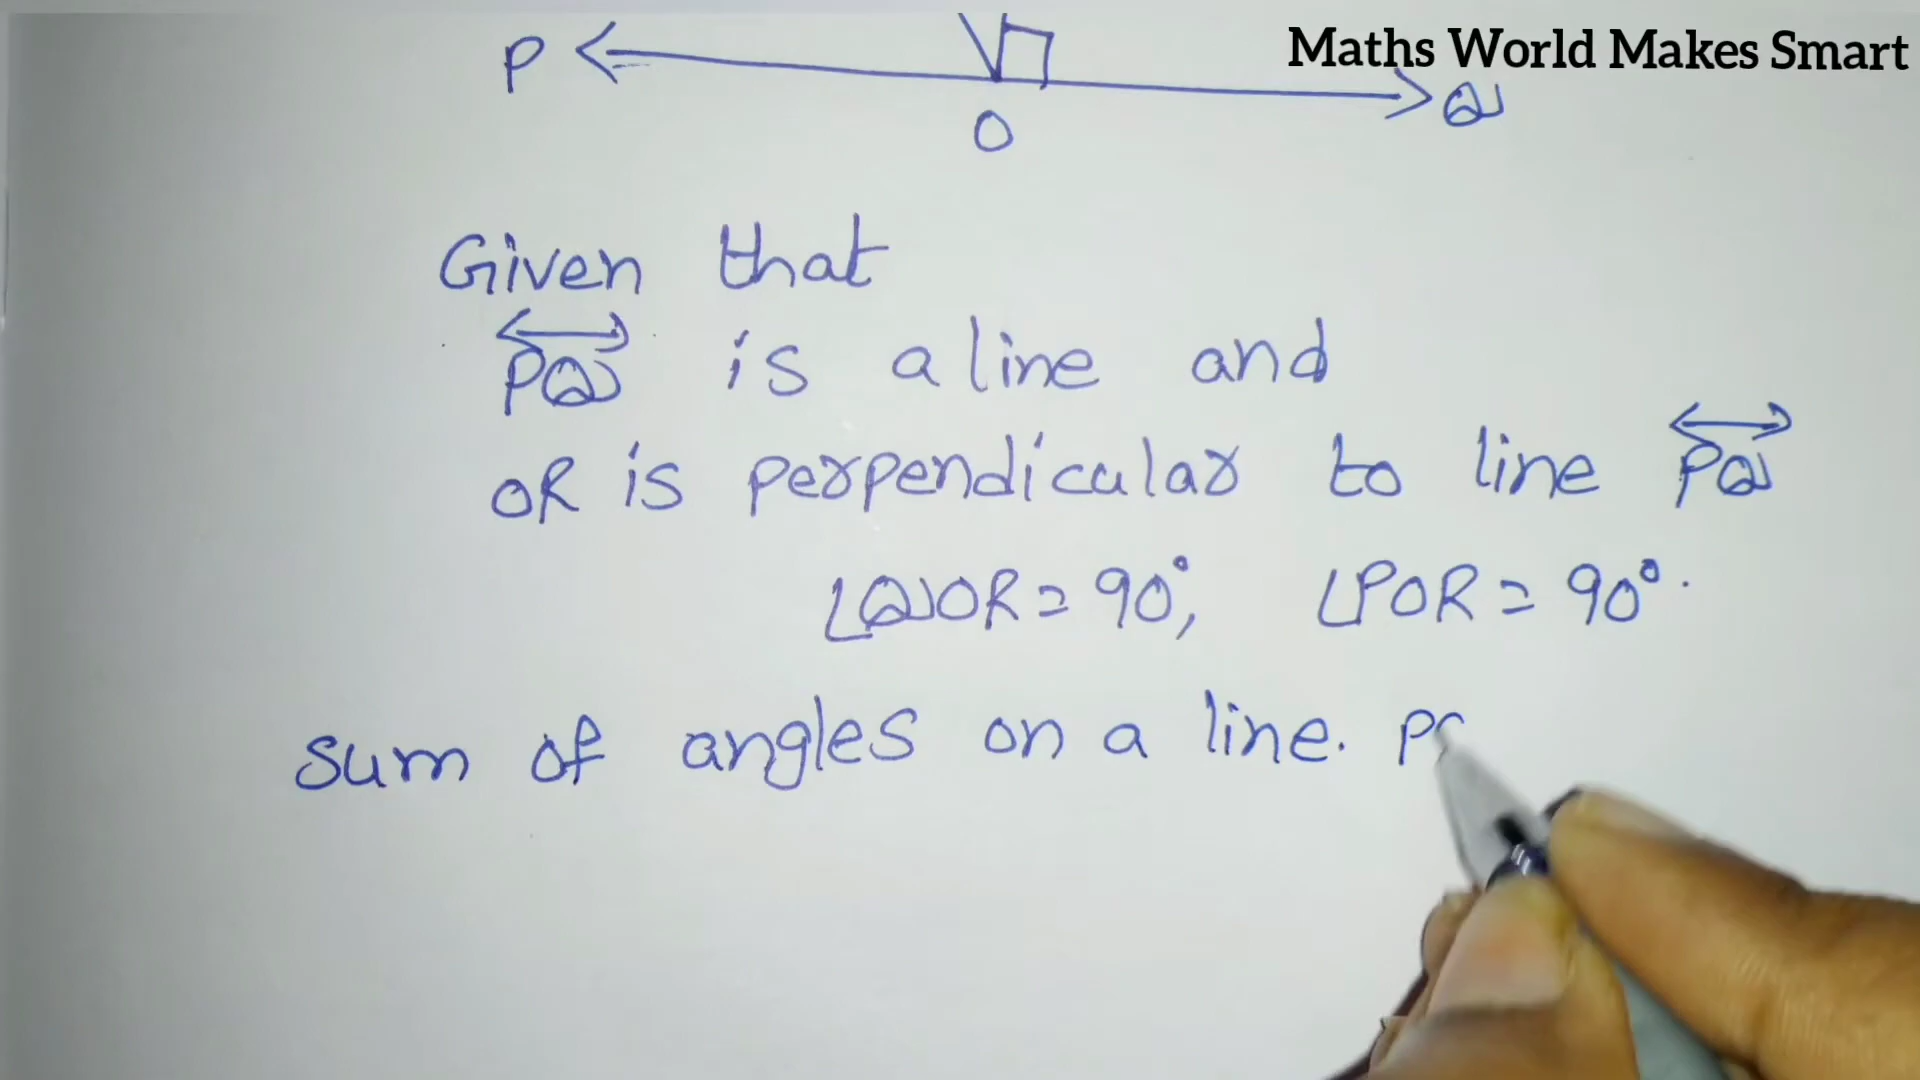 Maths World Makes Smart
P Q
O
Given that
PQ is a line and
OR is perpendicular to line PQ
∠QOR = 90°, ∠POR = 90°.
Sum of angles on a line. P